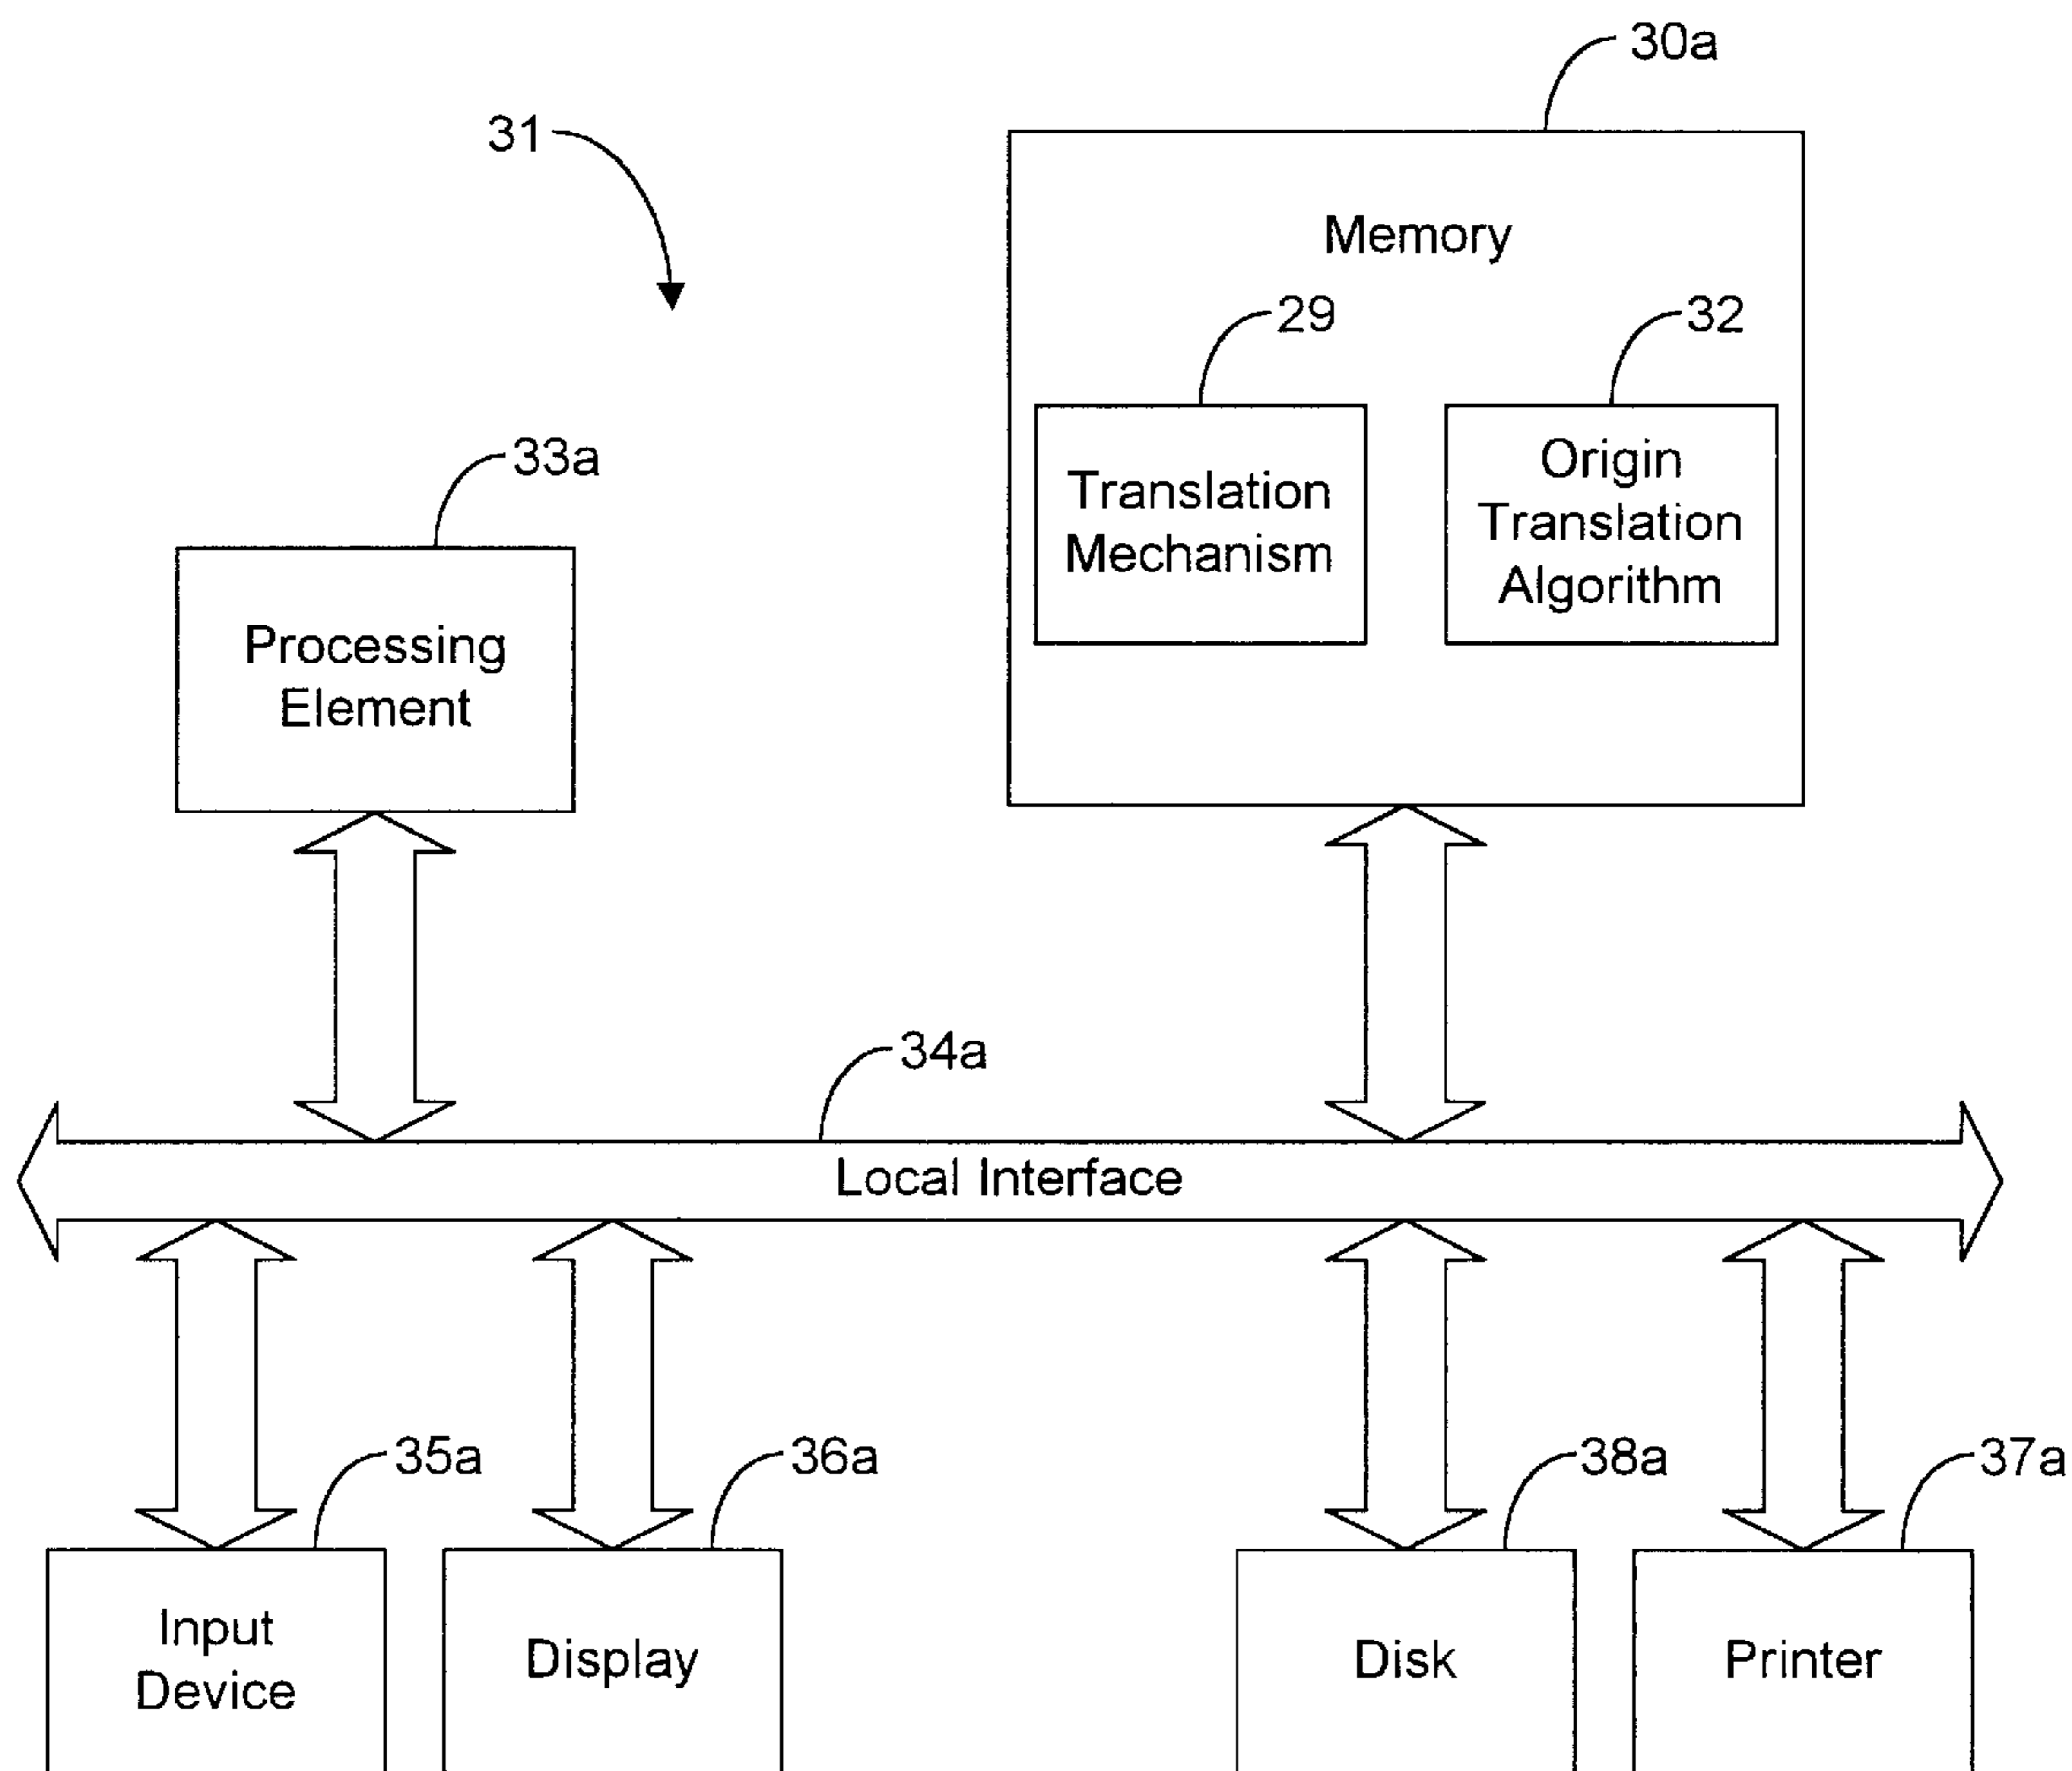 30a
31
Memory
29
32
33a
Translation
Mechanism
Origin
Translation
Algorithm
Processing
Element
34a
Local Interface
35a
36a
38a
37a
Input
Device
Display
Disk
Printer